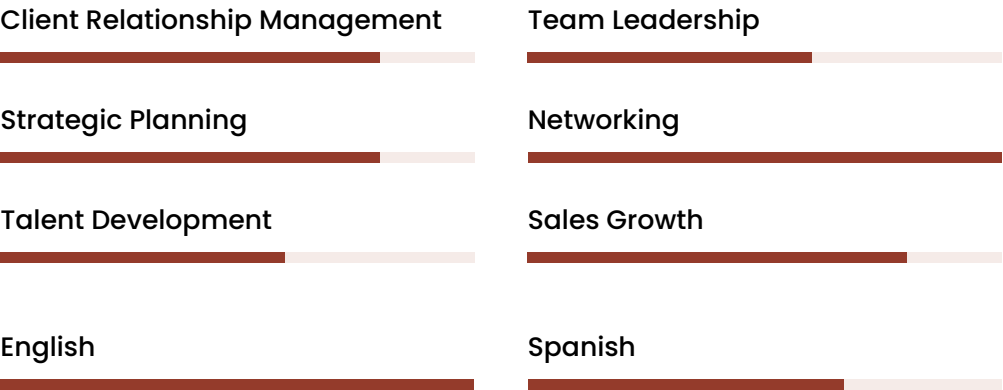 Client Relationship Management
Team Leadership
Strategic Planning
Networking
Talent Development
Sales Growth
English
Spanish